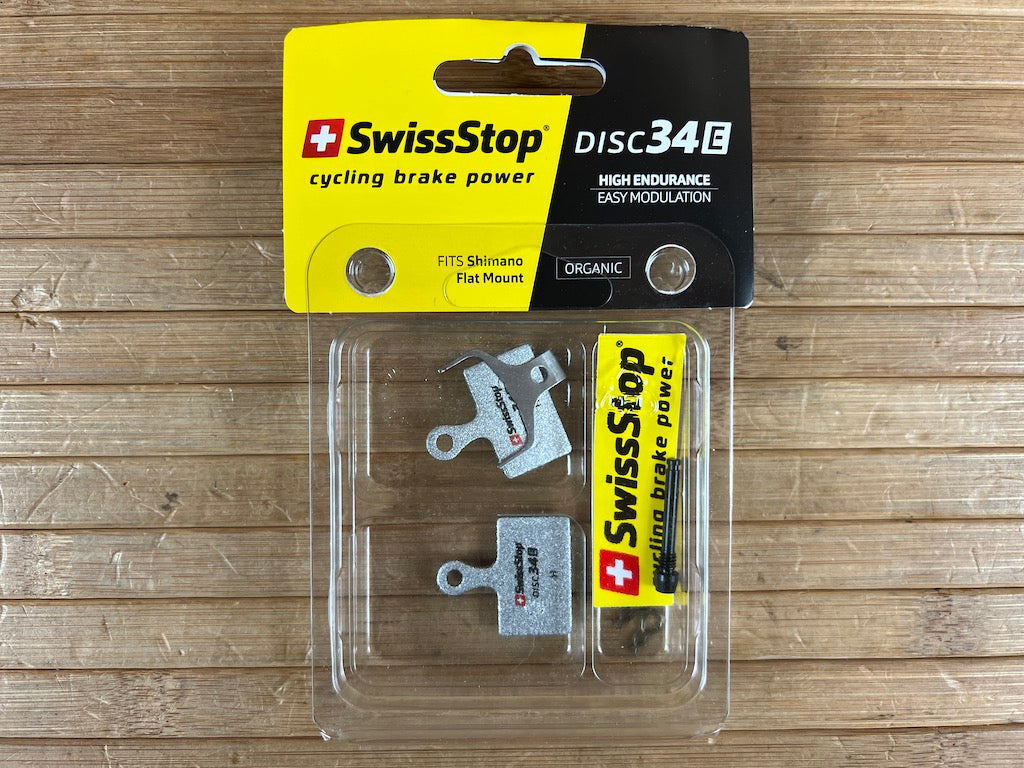 SwissStop®
cycling brake power
DISC34E
HIGH ENDURANCE
EASY MODULATION
FITS Shimano
Flat Mount
ORGANIC
SwissStop
SwissStop®
cycling brake power
SwissStop
DISC34E
H